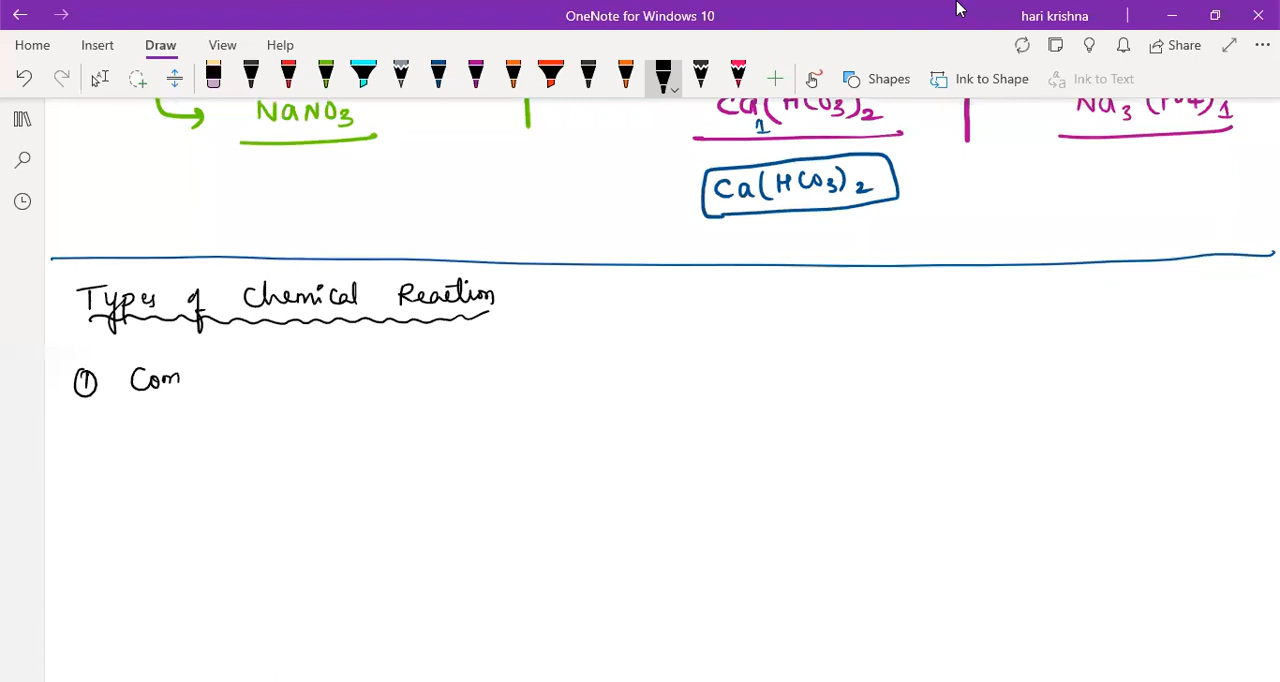 OneNote for Windows 10
hari krishna
Home Insert Draw View Help
Share
Shapes
Ink to Shape
Ink to Text
NaNO3
Ca1(HCO3)2
Na3(PO4)1
Ca(HCO3)2
Types of Chemical Reaction
① Com